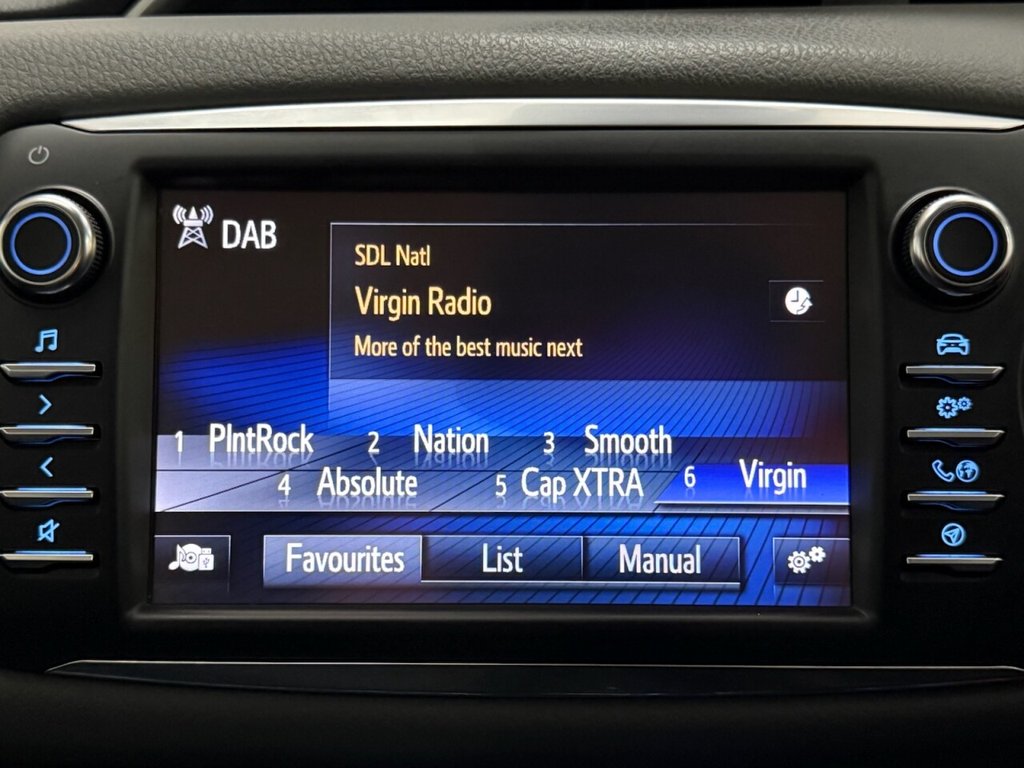 DAB
SDL Natl
Virgin Radio
More of the best music next
1 PlntRock 2 Nation 3 Smooth
4 Absolute 5 Cap XTRA 6 Virgin
Favourites List Manual